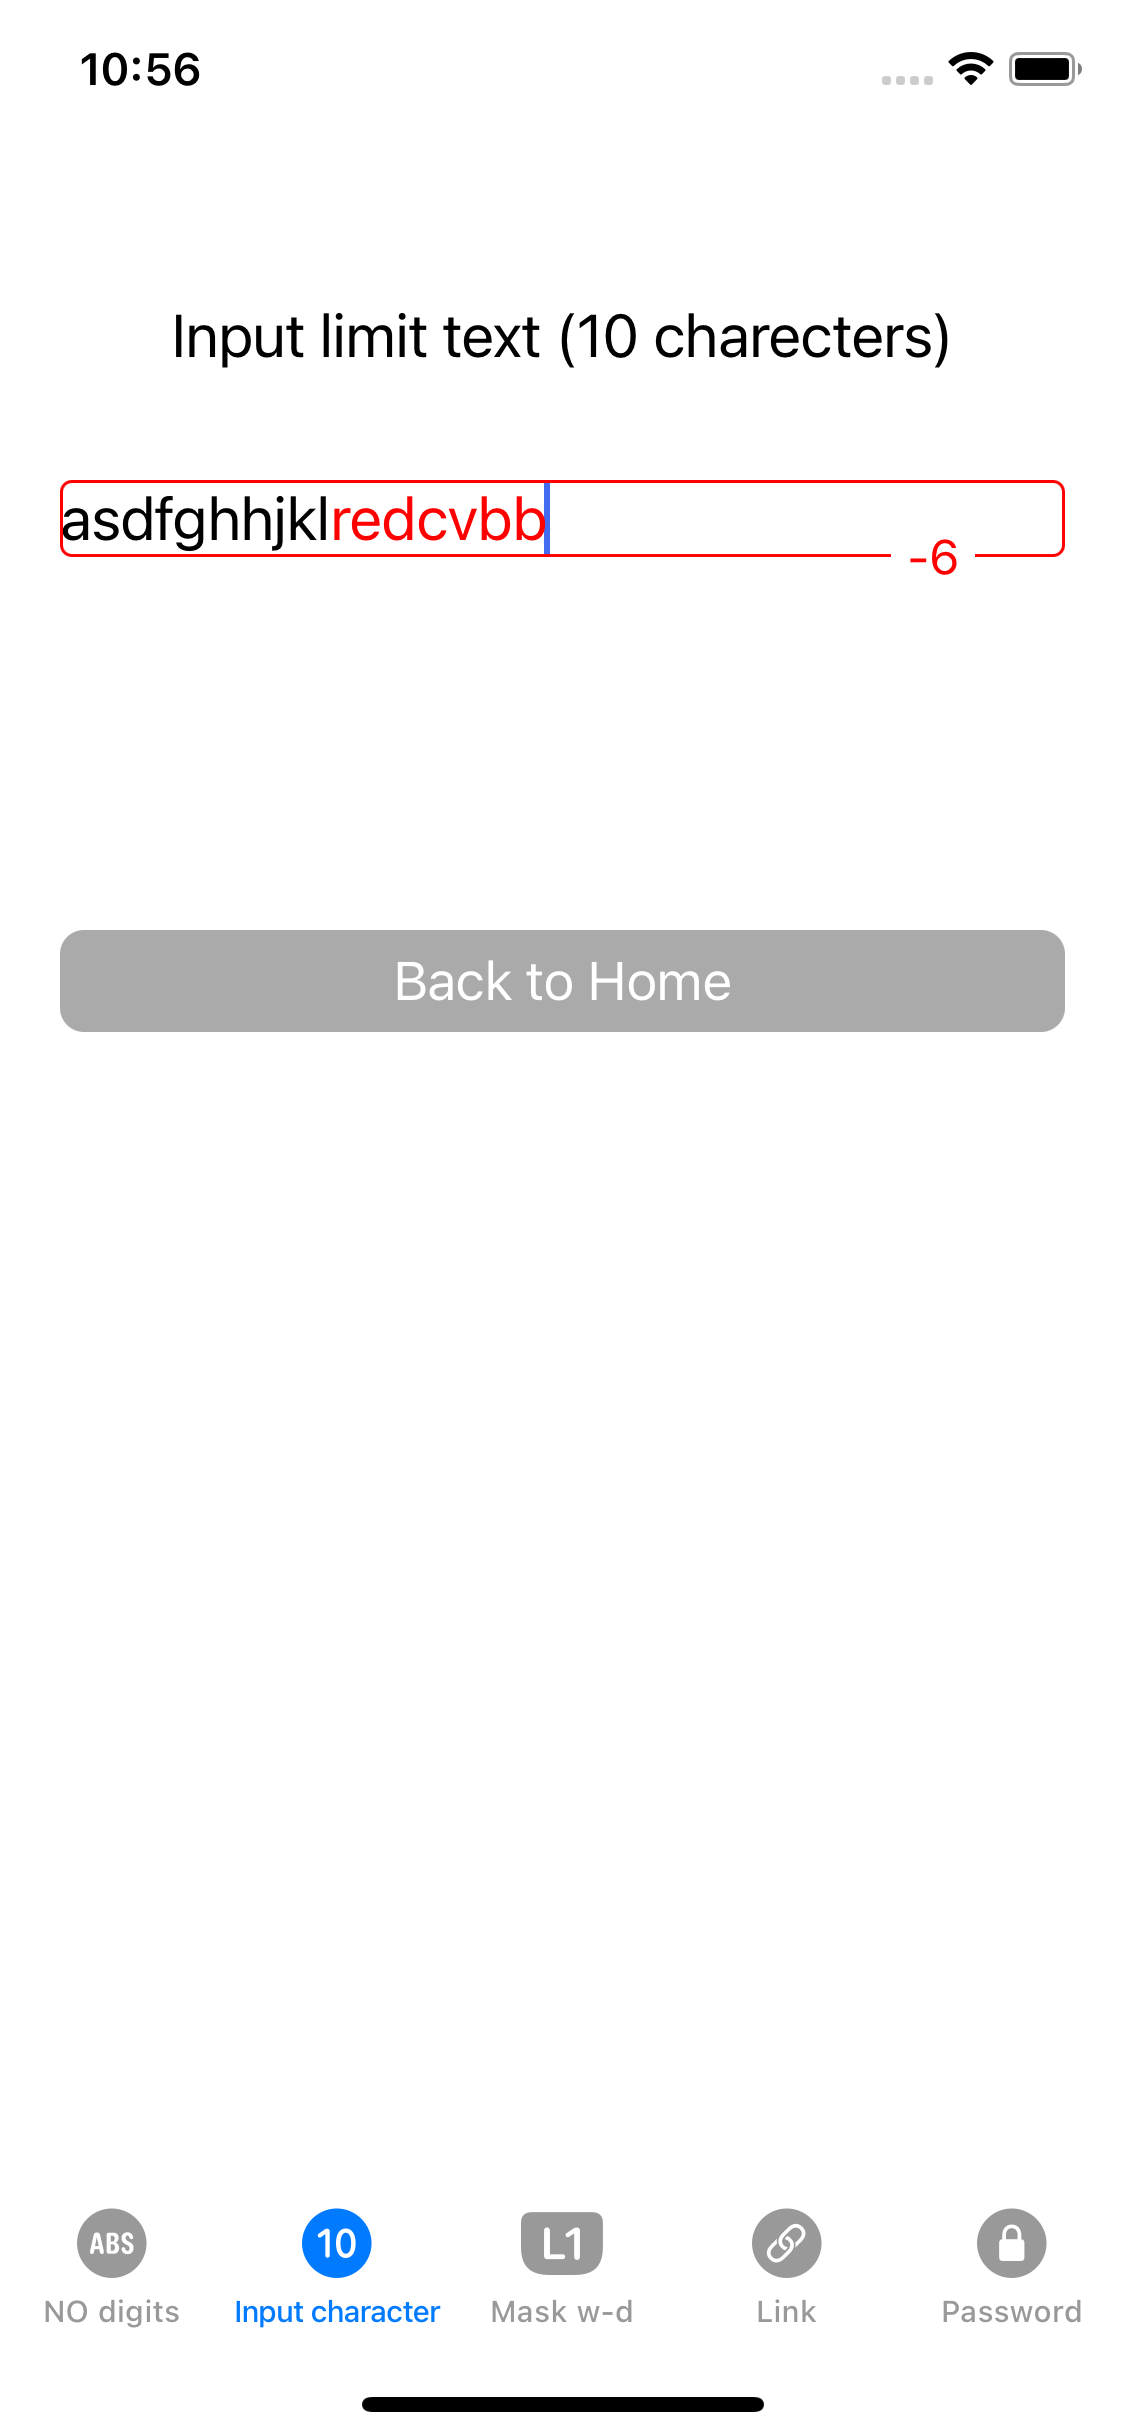 10:56
Input limit text (10 charecters)
asdfghhjklredcvbb
-6
Back to Home
ABS
10
L1
NO digits
Input character
Mask w-d
Link
Password